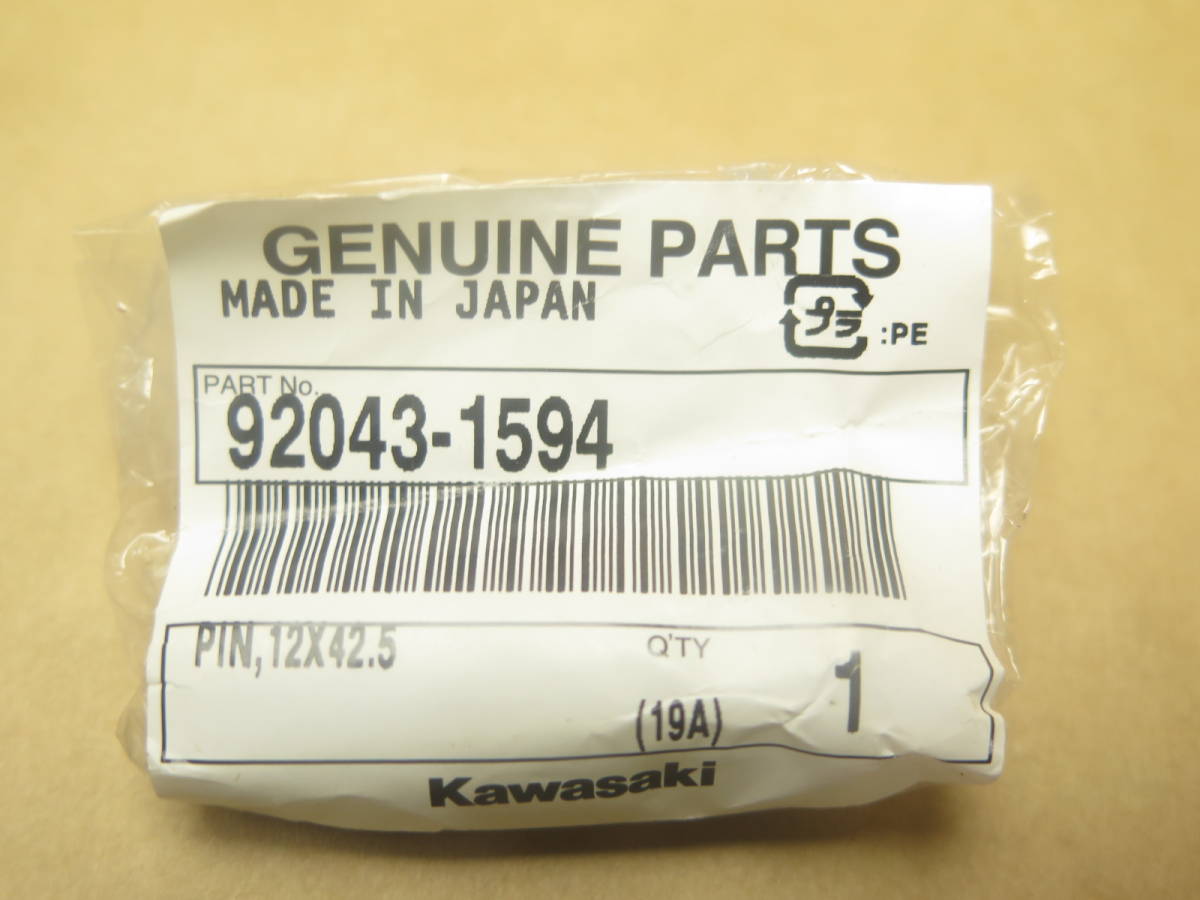 GENUINE PARTS
MADE IN JAPAN
プラ :PE
PART No.
92043-1594
PIN,12X42.5
Q'TY
1
(19A)
Kawasaki